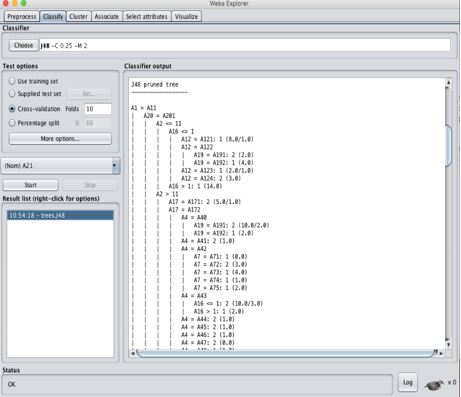 Weka Explorer
Preprocess Classify Cluster Associate Select attributes Visualize
Classifier
Choose J48 -C 0.25 -M 2
Test options
Use training set
Supplied test set Set...
Cross-validation Folds 10
Percentage split % 66
More options...
(Nom) A21
Start Stop
Result list (right-click for options)
10:54:18 - trees.J48
Classifier output
J48 pruned tree
------------------
A1 = A11
| A20 = A201
| | A2 <= 11
| | | A16 <= 1
| | | | A12 = A121: 1 (8.0/1.0)
| | | | A12 = A122
| | | | | A19 = A191: 2 (2.0)
| | | | | A19 = A192: 1 (4.0)
| | | | A12 = A123: 1 (2.0/1.0)
| | | | A12 = A124: 2 (3.0)
| | | A16 > 1: 1 (14.0)
| | A2 > 11
| | | A17 = A171: 2 (5.0/1.0)
| | | A17 = A172
| | | | A4 = A40
| | | | | A19 = A191: 2 (10.0/2.0)
| | | | | A19 = A192: 1 (2.0)
| | | | A4 = A41: 2 (1.0)
| | | | A4 = A42
| | | | | A7 = A71: 1 (0.0)
| | | | | A7 = A72: 2 (3.0)
| | | | | A7 = A73: 1 (4.0)
| | | | | A7 = A74: 1 (1.0)
| | | | | A7 = A75: 1 (2.0)
| | | | A4 = A43
| | | | | A16 <= 1: 2 (10.0/3.0)
| | | | | A16 > 1: 1 (2.0)
| | | | A4 = A44: 2 (1.0)
| | | | A4 = A45: 2 (1.0)
| | | | A4 = A46: 2 (1.0)
| | | | A4 = A47: 2 (0.0)
Status
OK
Log x 0